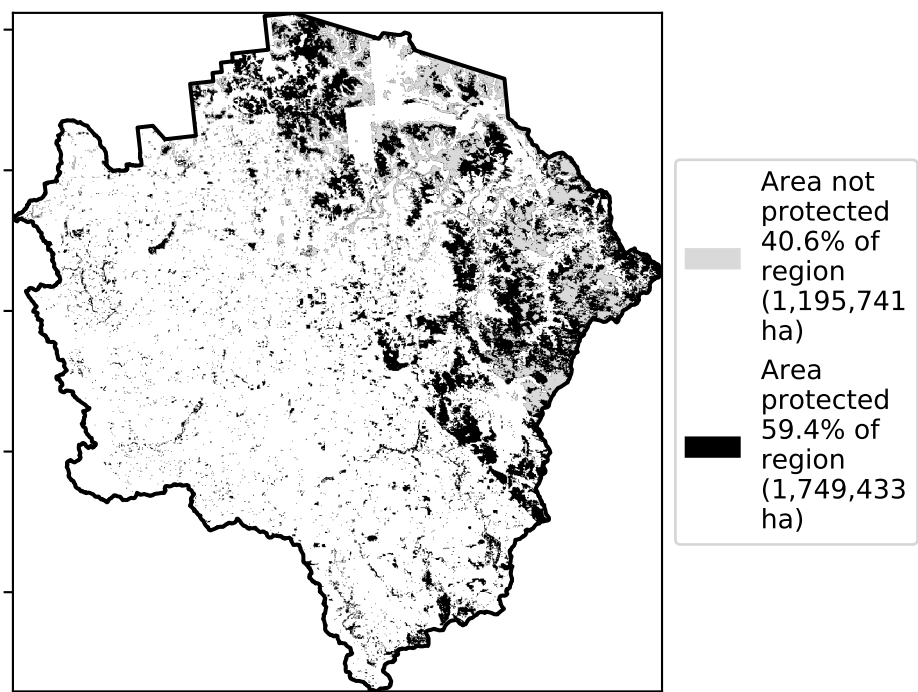 Area not
protected
40.6% of
region
(1,195,741
ha)
Area
protected
59.4% of
region
(1,749,433
ha)